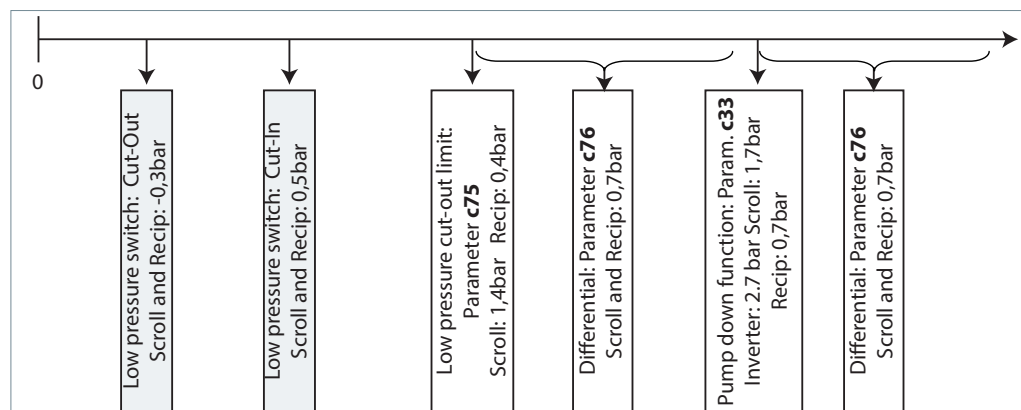 0
Low pressure switch: Cut-Out
Scroll and Recip: -0,3bar
Low pressure switch: Cut-In
Scroll and Recip: 0,5bar
Low pressure cut-out limit:
Parameter c75
Scroll: 1,4bar Recip: 0,4bar
Differential: Parameter c76
Scroll and Recip: 0,7bar
Pump down function: Param. c33
Inverter: 2.7 bar Scroll: 1,7bar
Recip: 0,7bar
Differential: Parameter c76
Scroll and Recip: 0,7bar